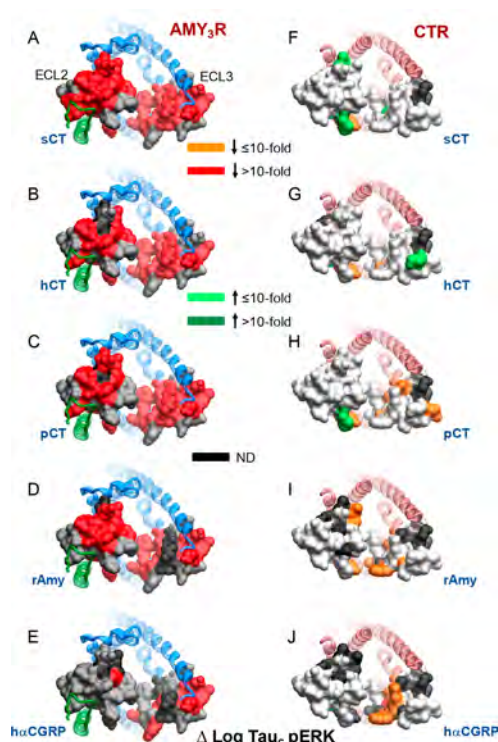 AMY₃R
CTR
A
F
ECL2
ECL3
sCT
sCT
↓ ≤10-fold
↓ >10-fold
B
G
hCT
hCT
↑ ≤10-fold
↑ >10-fold
C
H
pCT
pCT
ND
D
I
rAmy
rAmy
E
J
hαCGRP
hαCGRP
Δ Log Tau_c pERK